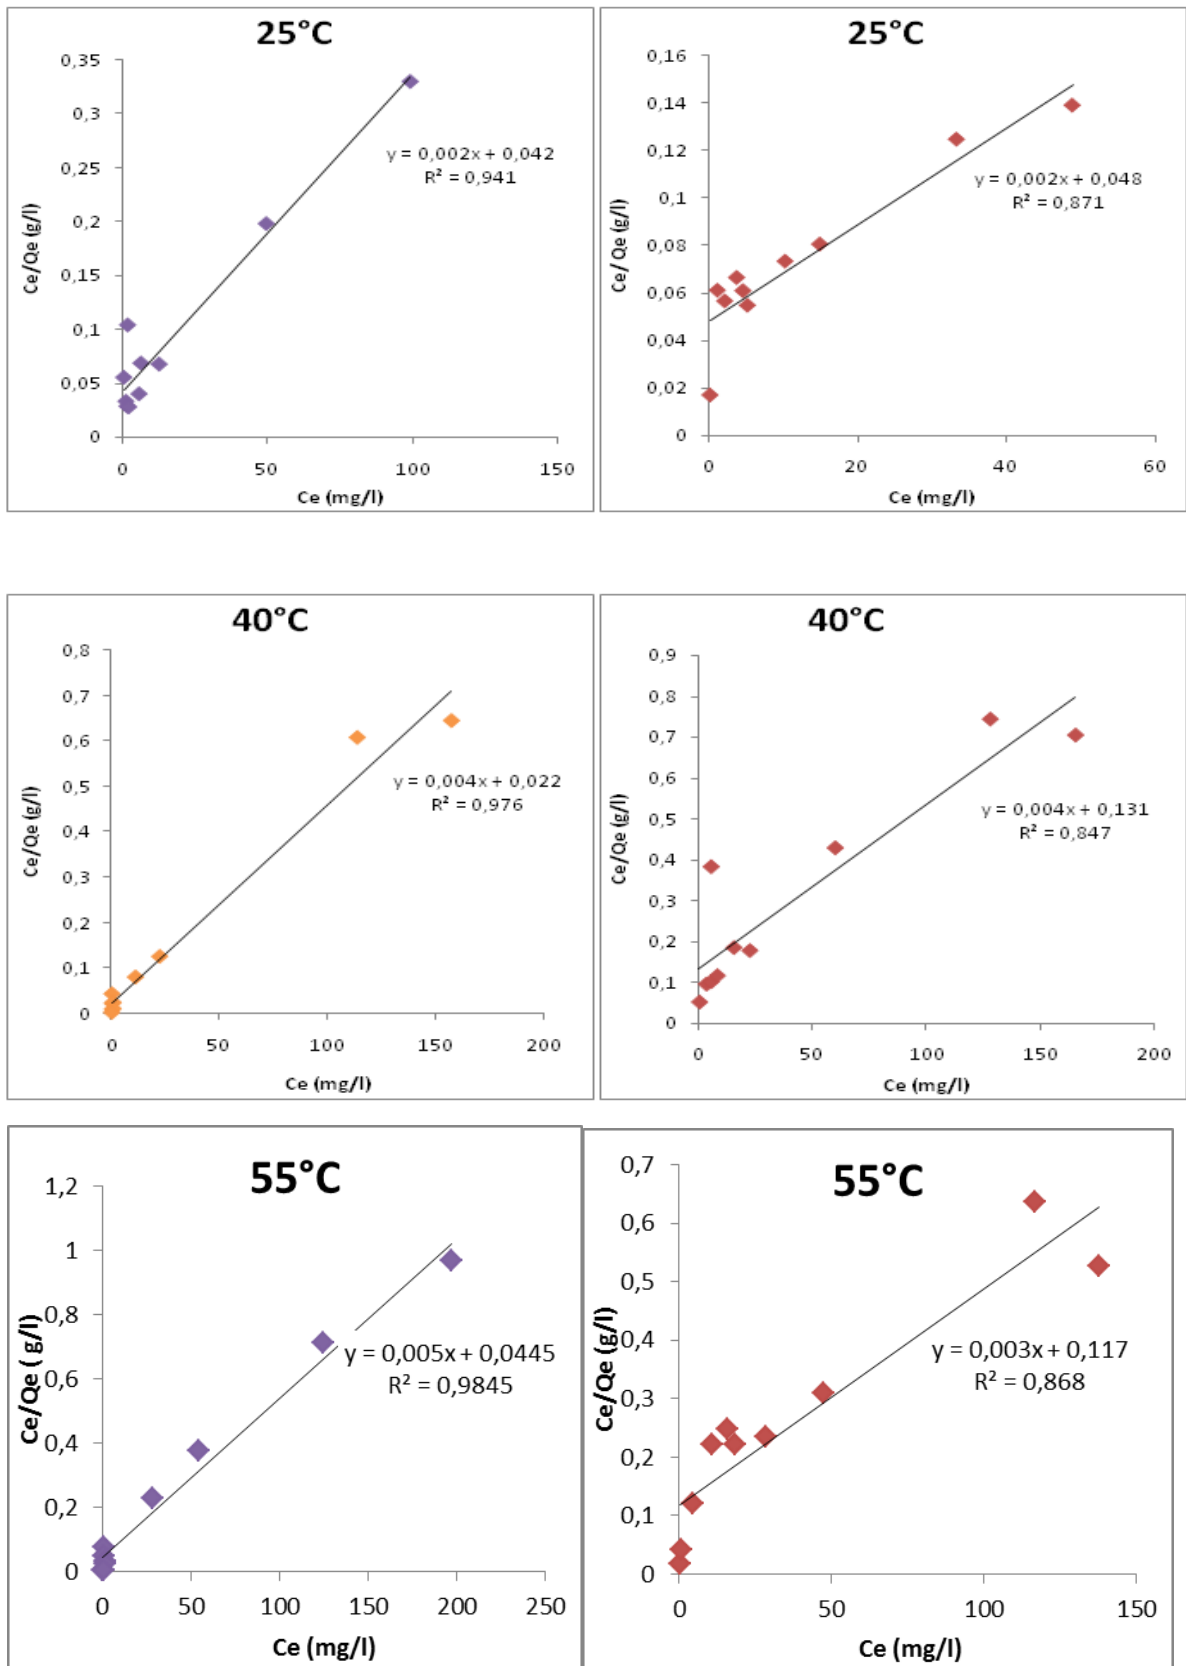 25°C
0,35
0,3
0,25
0,2
0,15
0,1
0,05
0
Ce/Qe (g/l)
y = 0,002x + 0,042
R² = 0,941
0 50 100 150
Ce (mg/l)
25°C
0,16
0,14
0,12
0,1
0,08
0,06
0,04
0,02
0
Ce/ Qe (g/l)
y = 0,002x + 0,048
R² = 0,871
0 20 40 60
Ce (mg/l)
40°C
0,8
0,7
0,6
0,5
0,4
0,3
0,2
0,1
0
Ce/Qe (g/l)
y = 0,004x + 0,022
R² = 0,976
0 50 100 150 200
Ce (mg/l)
40°C
0,9
0,8
0,7
0,6
0,5
0,4
0,3
0,2
0,1
0
Ce/Qe (g/l)
y = 0,004x + 0,131
R² = 0,847
0 50 100 150 200
Ce (mg/l)
55°C
1,2
1
0,8
0,6
0,4
0,2
0
Ce/Qe ( g/l)
y = 0,005x + 0,0445
R² = 0,9845
0 50 100 150 200 250
Ce (mg/l)
55°C
0,7
0,6
0,5
0,4
0,3
0,2
0,1
0
Ce/Qe (g/l)
y = 0,003x + 0,117
R² = 0,868
0 50 100 150
Ce (mg/l)